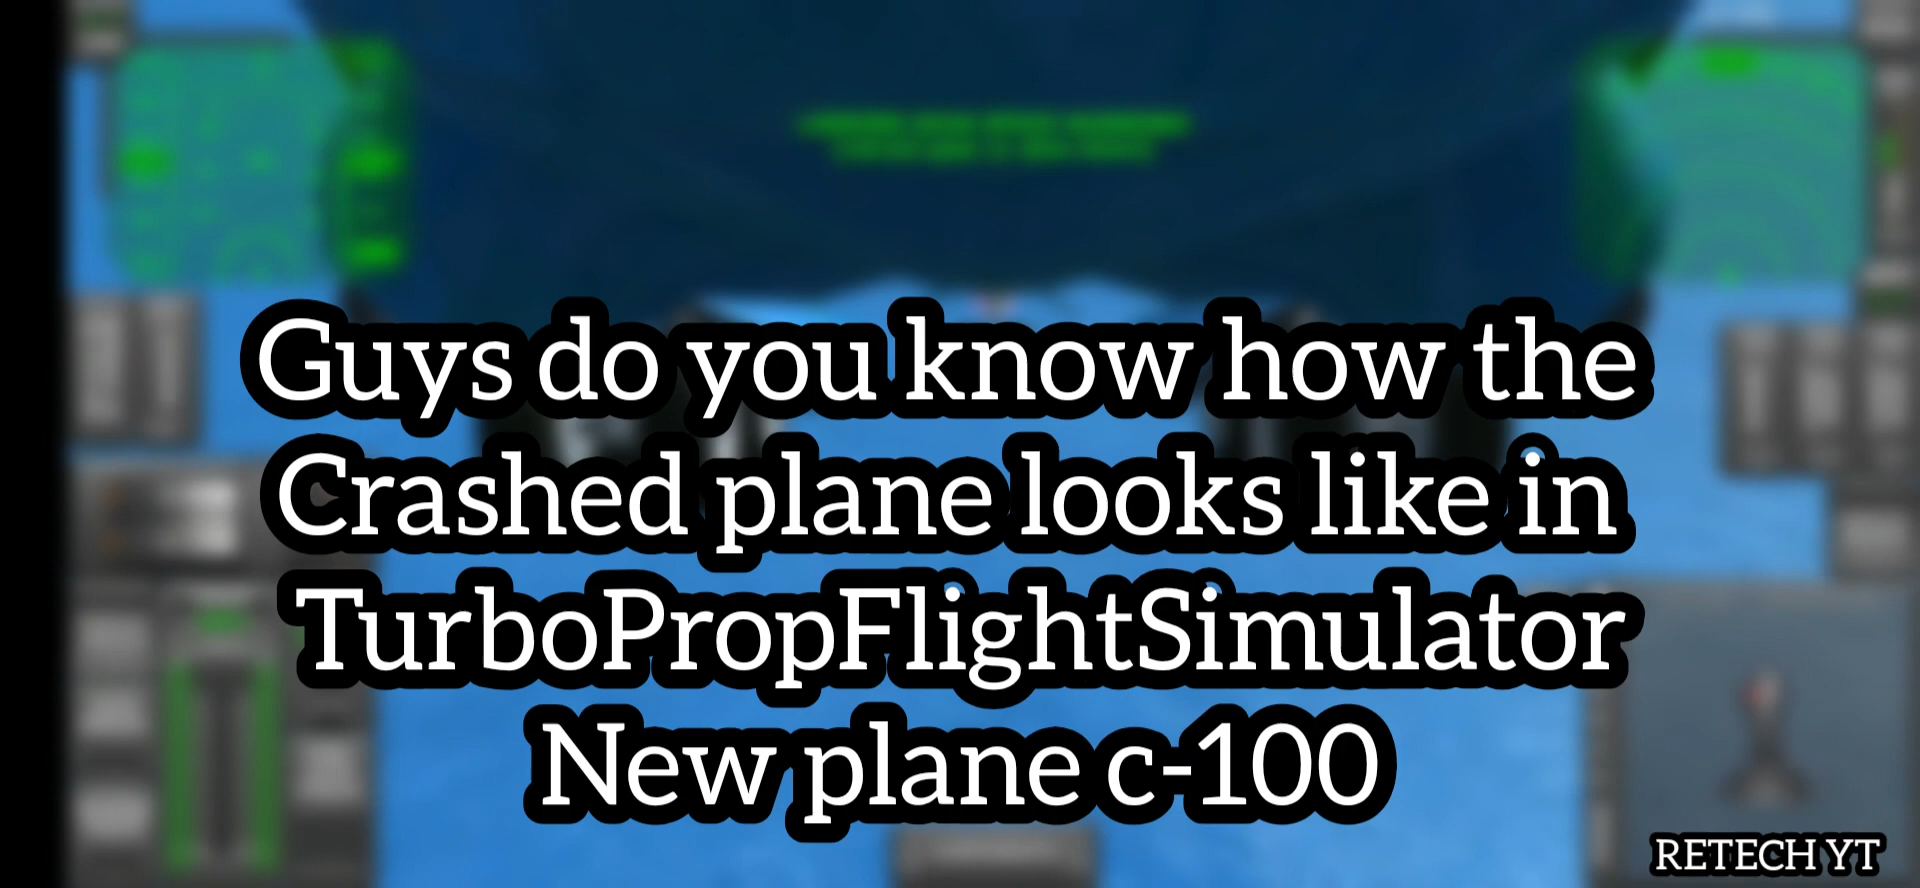 Guys do you know how the
Crashed plane looks like in
TurboPropFlightSimulator
New plane c-100
RETECH YT